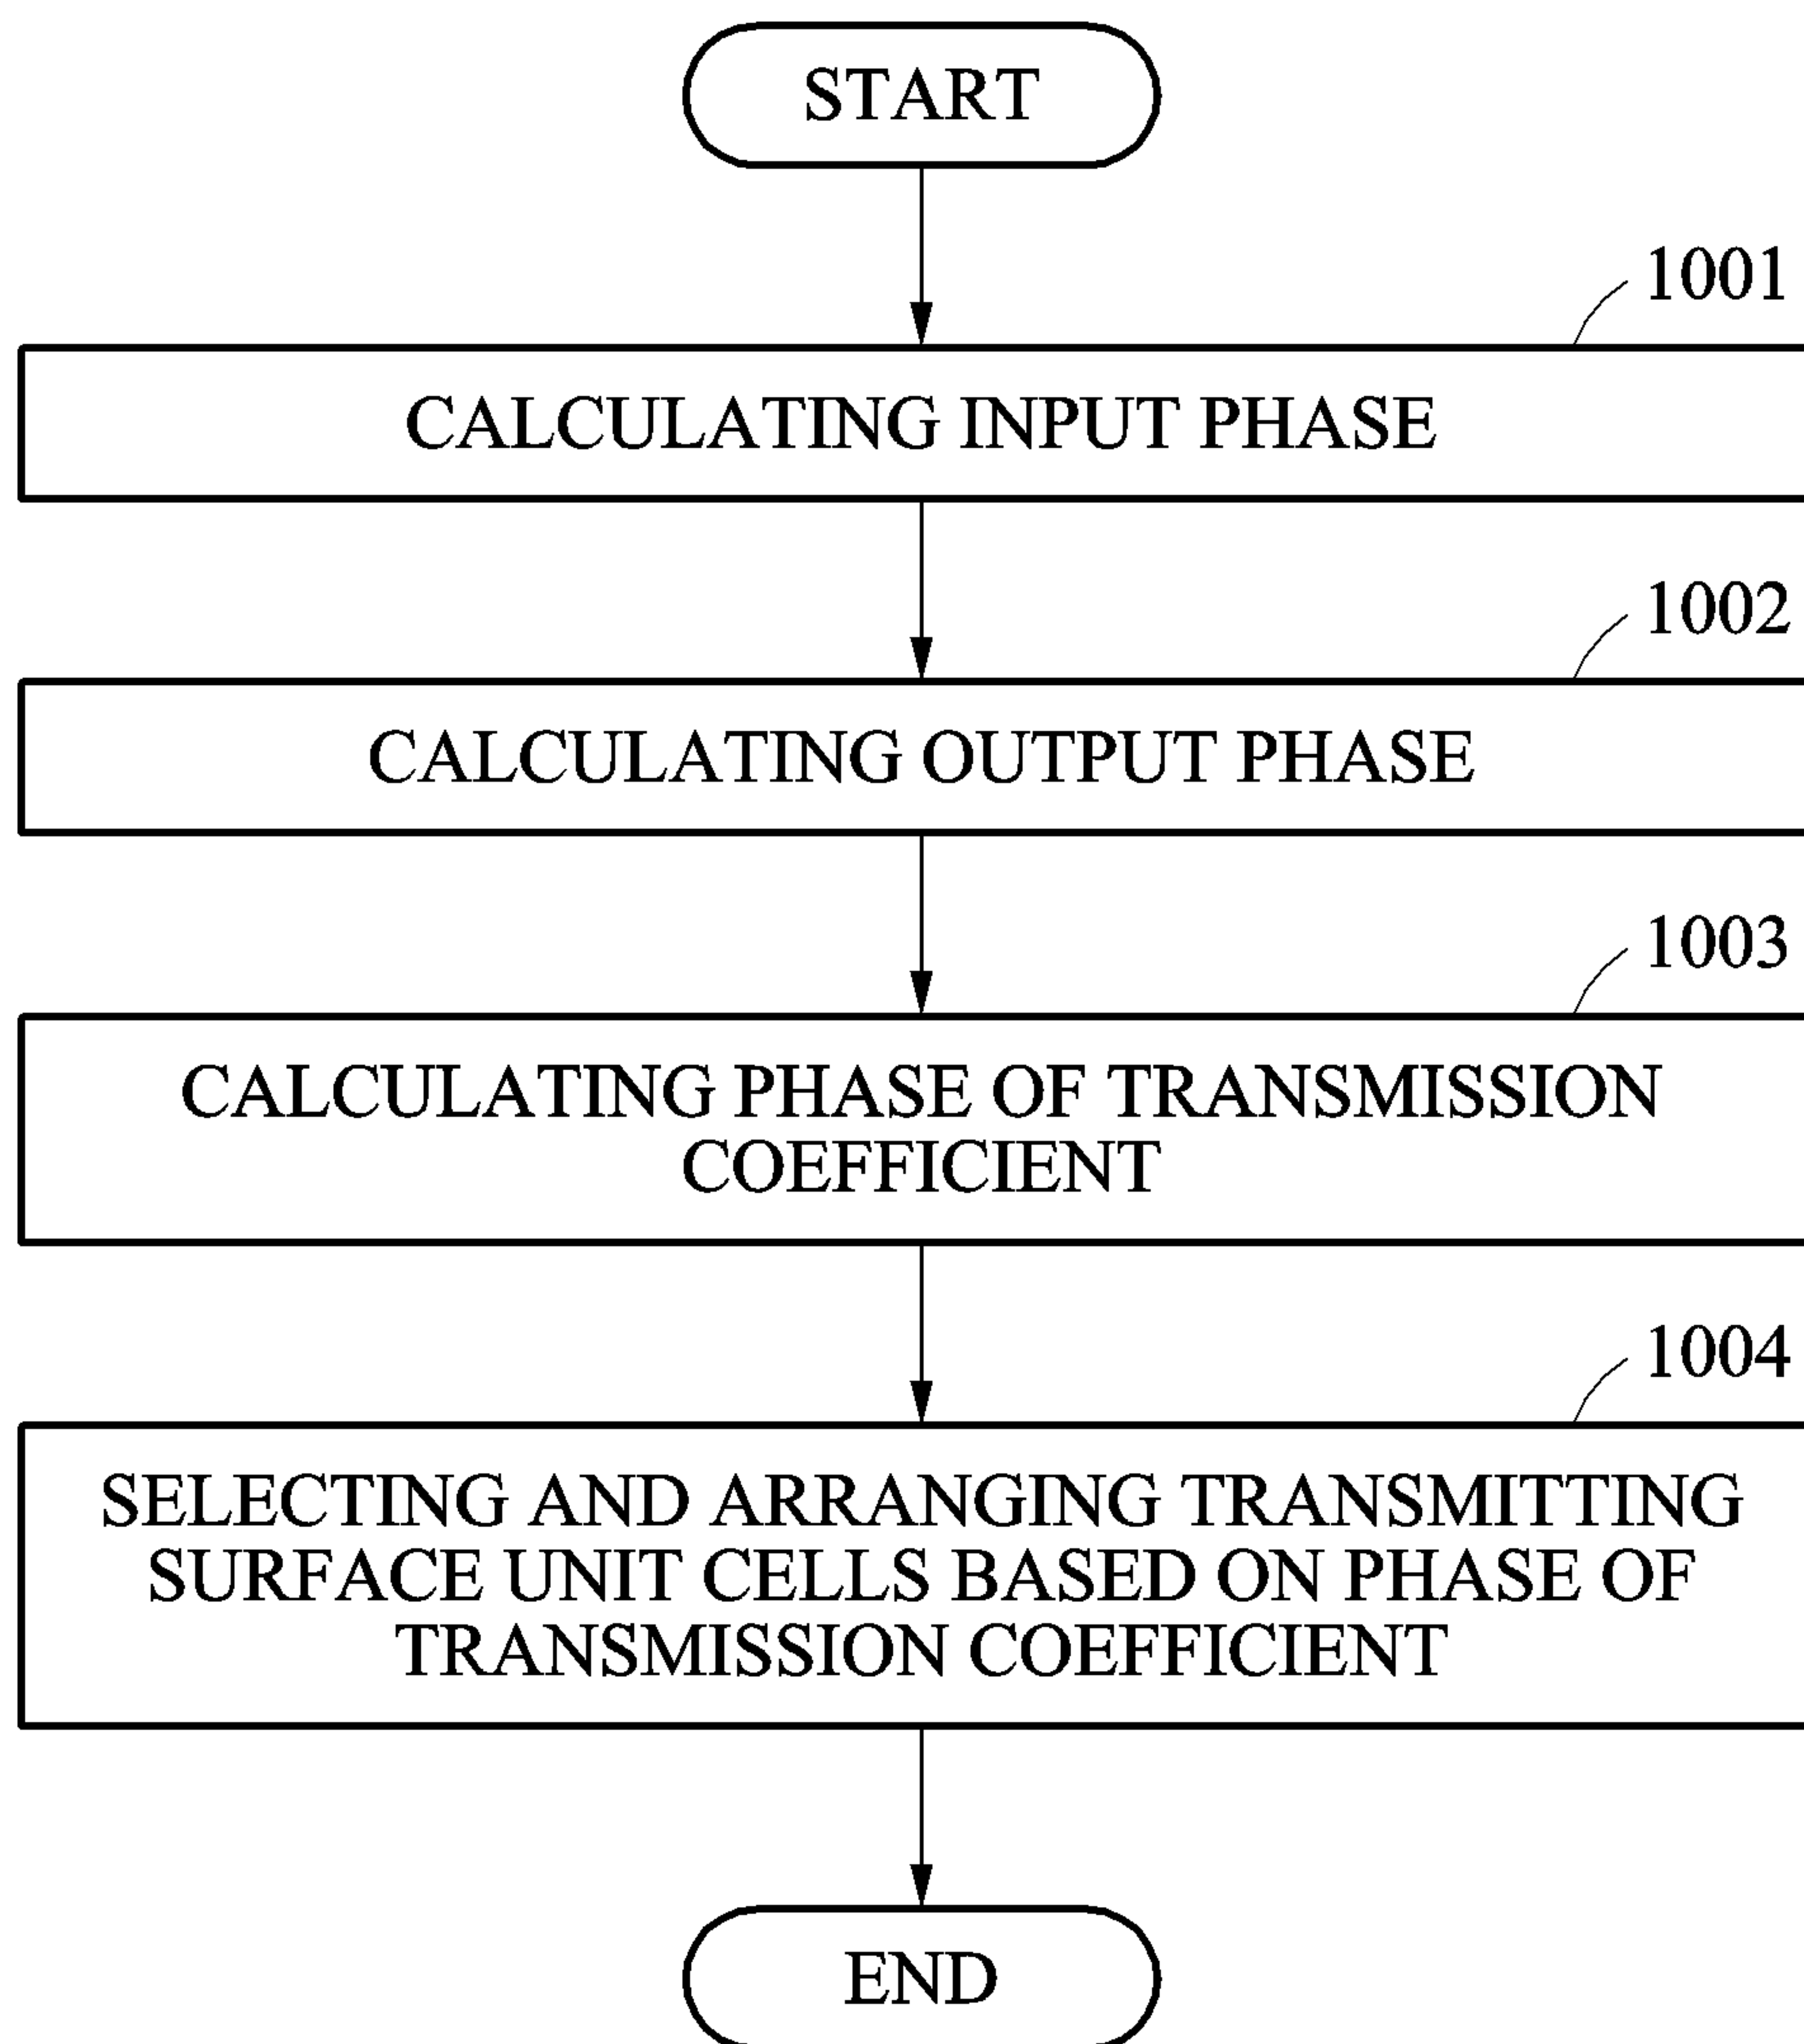 START
1001
CALCULATING INPUT PHASE
1002
CALCULATING OUTPUT PHASE
1003
CALCULATING PHASE OF TRANSMISSION
COEFFICIENT
1004
SELECTING AND ARRANGING TRANSMITTING
SURFACE UNIT CELLS BASED ON PHASE OF
TRANSMISSION COEFFICIENT
END